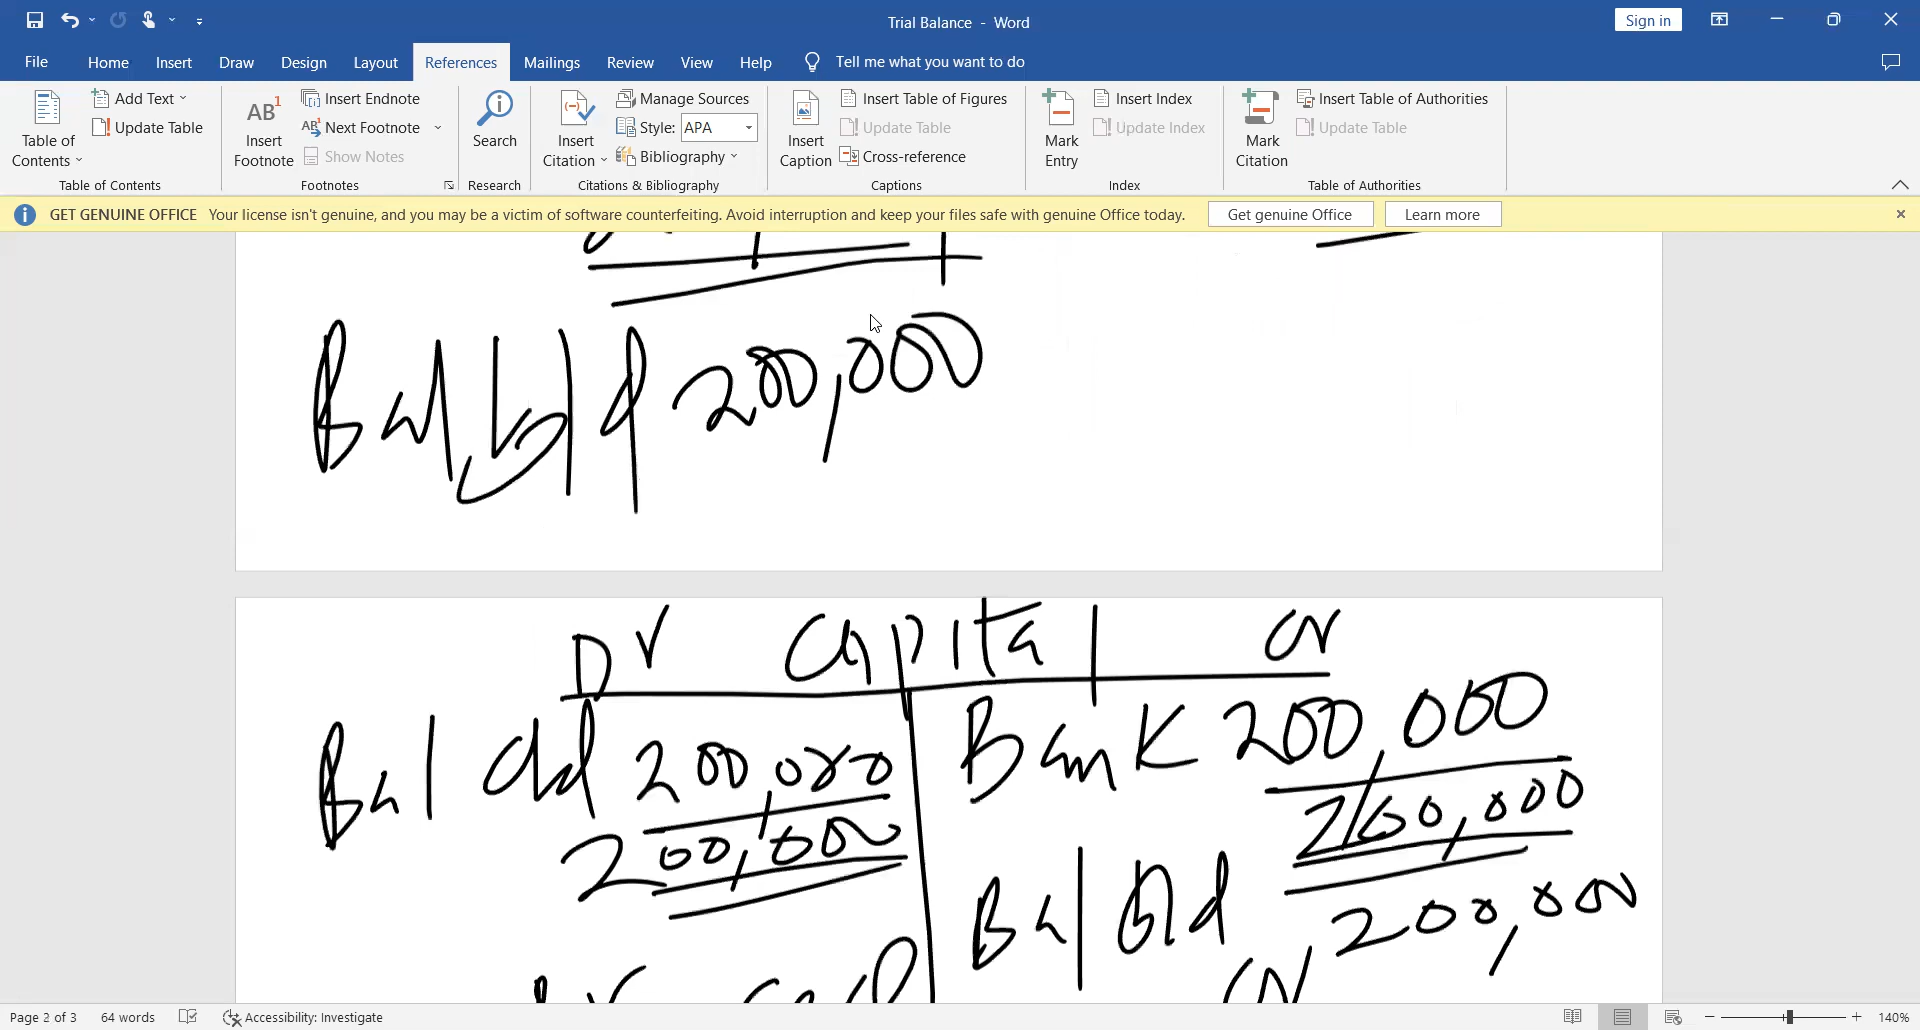 Trial Balance - Word
Sign in
File Home Insert Draw Design Layout References Mailings Review View Help Tell me what you want to do
Table of Contents
Add Text
Update Table
Table of Contents
AB1
Insert Footnote
Insert Endnote
Next Footnote
Show Notes
Footnotes
Search
Research
Insert Citation
Manage Sources
Style: APA
Bibliography
Citations & Bibliography
Insert Caption
Insert Table of Figures
Update Table
Cross-reference
Captions
Mark Entry
Insert Index
Update Index
Index
Mark Citation
Insert Table of Authorities
Update Table
Table of Authorities
GET GENUINE OFFICE Your license isn't genuine, and you may be a victim of software counterfeiting. Avoid interruption and keep your files safe with genuine Office today. Get genuine Office Learn more
Bal b/d 200,000
Dr Capital Cr
Bal c/d 200,000 Bank 200,000
200,000 200,000
Bal b/d 200,000
Page 2 of 3 64 words Accessibility: Investigate 140%